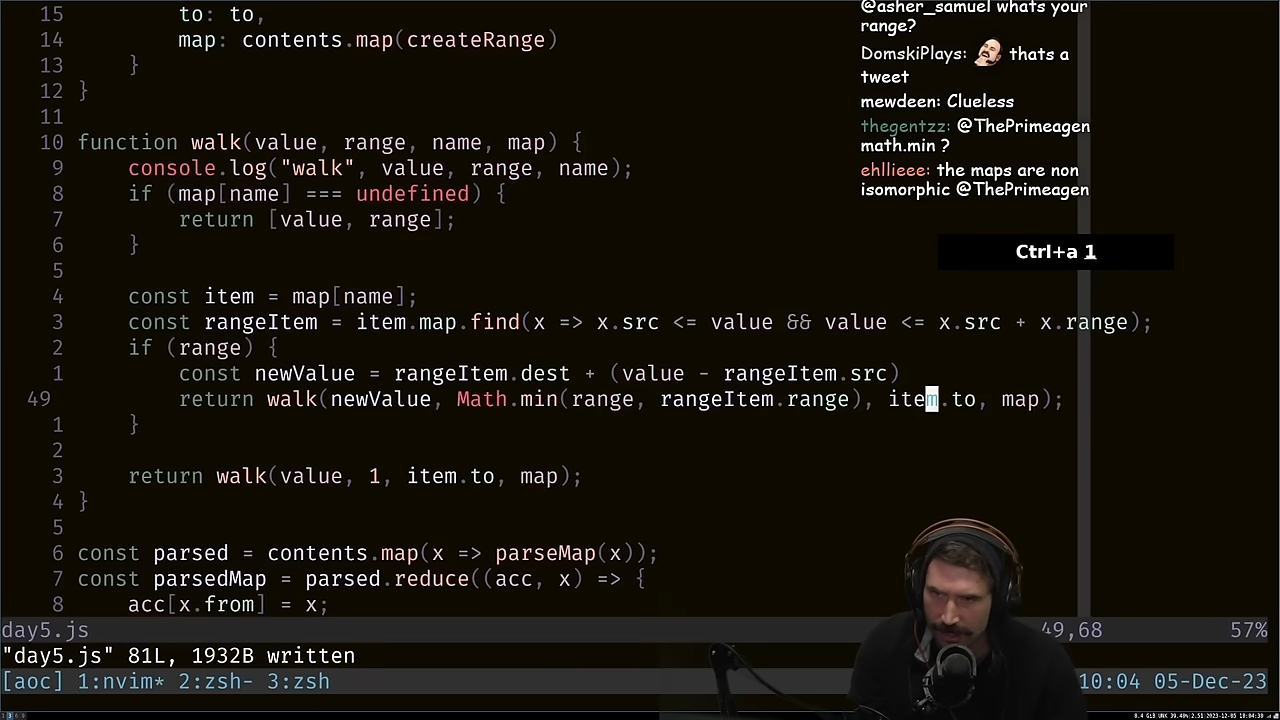 @asher_samuel whats your
range?
DomskiPlays: thats a
tweet
mewdeen: Clueless
thegentzz: @ThePrimeagen
math.min ?
ehllieee: the maps are non
isomorphic @ThePrimeagen
Ctrl+a 1
15 to: to,
14 map: contents.map(createRange)
13 }
12 }
11
10 function walk(value, range, name, map) {
9 console.log("walk", value, range, name);
8 if (map[name] === undefined) {
7 return [value, range];
6 }
5
4 const item = map[name];
3 const rangeItem = item.map.find(x => x.src <= value && value <= x.src + x.range);
2 if (range) {
1 const newValue = rangeItem.dest + (value - rangeItem.src)
49 return walk(newValue, Math.min(range, rangeItem.range), item.to, map);
1 }
2
3 return walk(value, 1, item.to, map);
4 }
5
6 const parsed = contents.map(x => parseMap(x));
7 const parsedMap = parsed.reduce((acc, x) => {
8 acc[x.from] = x;
day5.js 49,68 57%
"day5.js" 81L, 1932B written
[aoc] 1:nvim* 2:zsh- 3:zsh 10:04 05-Dec-23